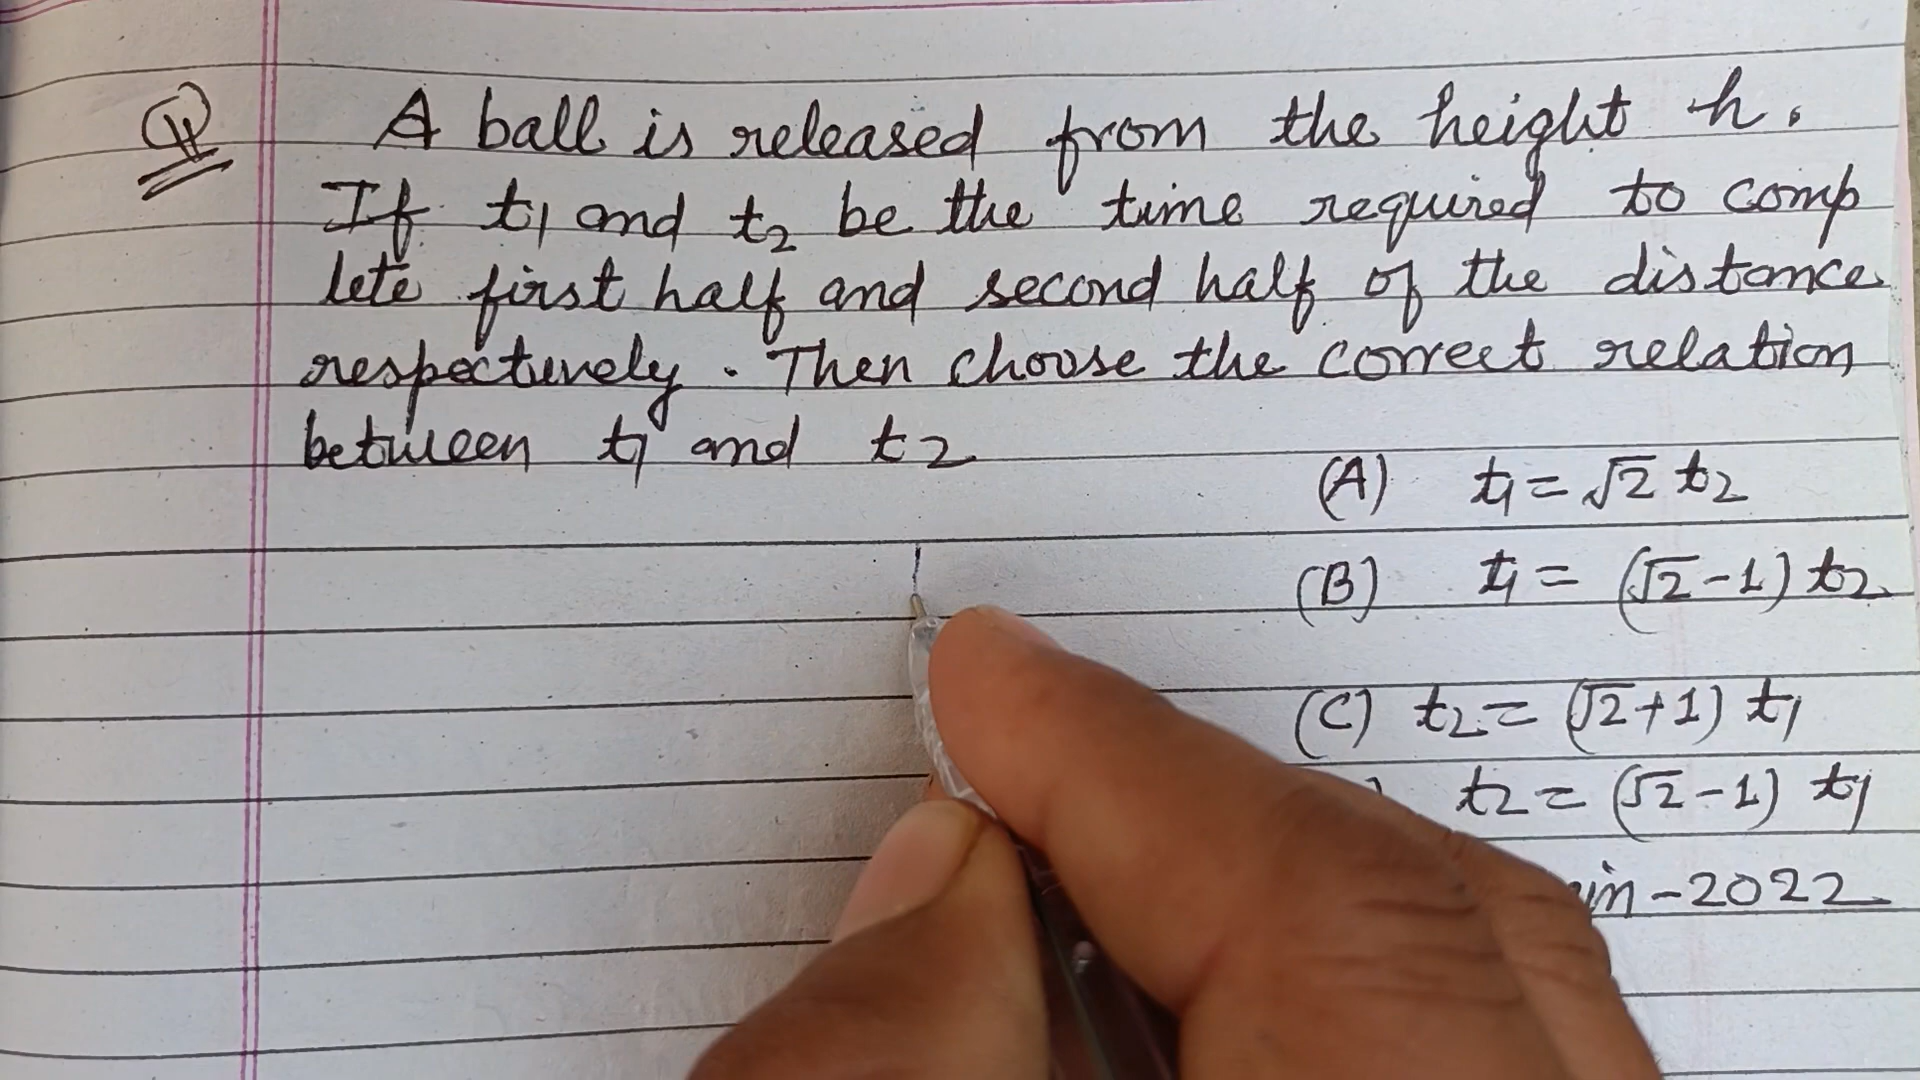 Q
A ball is released from the height h.
If t1 and t2 be the time required to comp
lete first half and second half of the distance
respectively. Then choose the correct relation
between t1 and t2
(A) t1 = √2 t2
(B) t1 = (√2-1) t2
(C) t2 = (√2+1) t1
) t2 = (√2-1) t1
in-2022